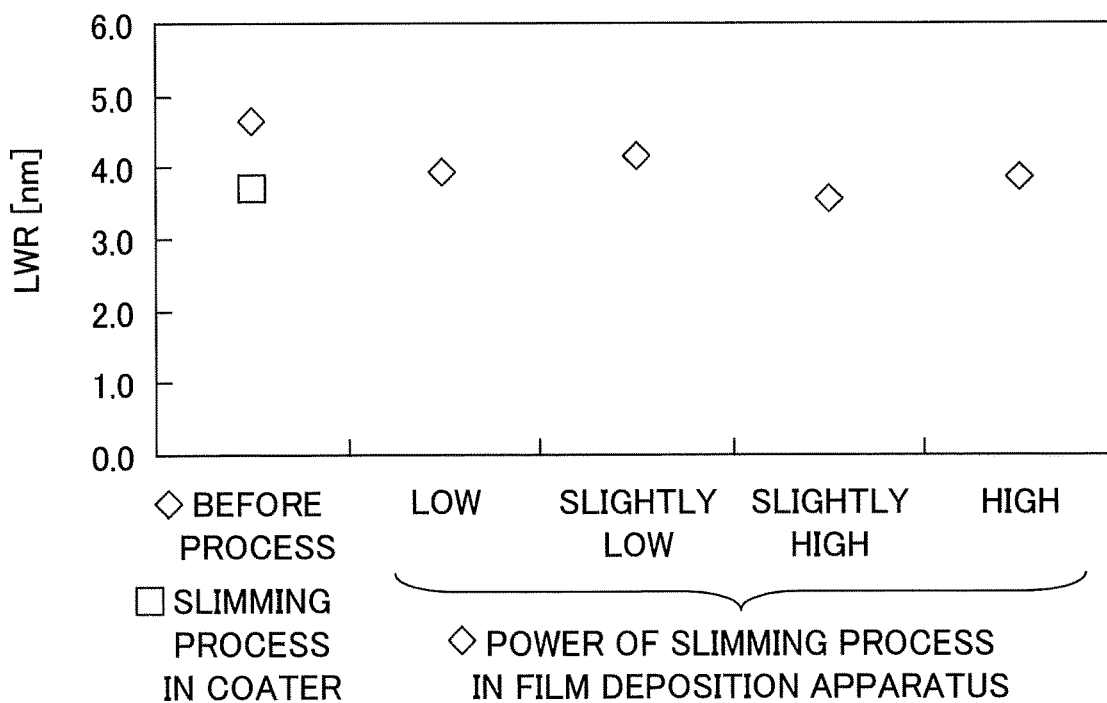 6.0
5.0
4.0
3.0
2.0
1.0
0.0
LWR [nm]
BEFORE
PROCESS
SLIMMING
PROCESS
IN COATER
LOW
SLIGHTLY
LOW
SLIGHTLY
HIGH
HIGH
POWER OF SLIMMING PROCESS
IN FILM DEPOSITION APPARATUS